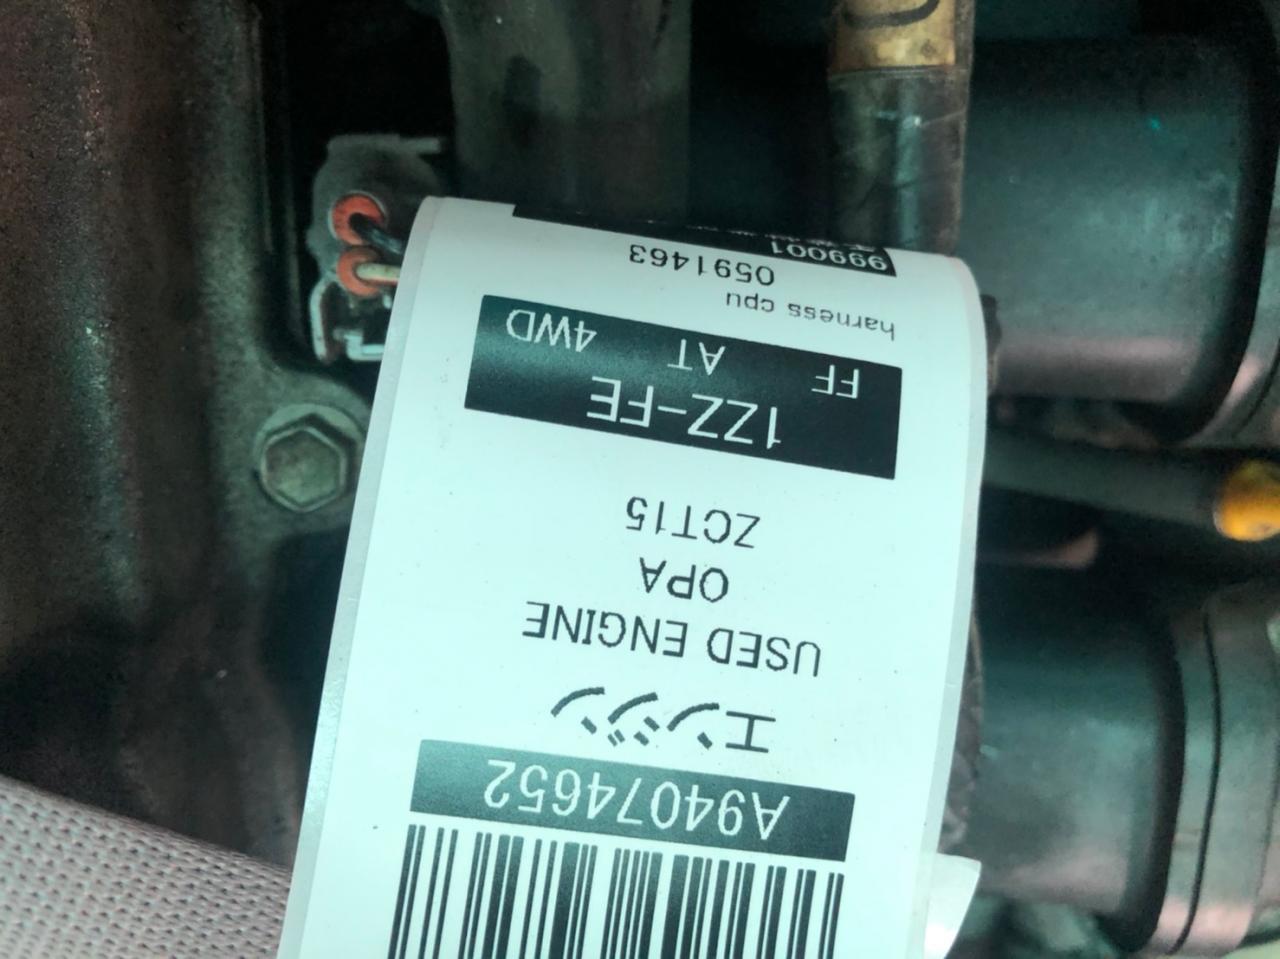 A94074652
エンジン
USED ENGINE
OPA
ZCT15
1ZZ-FE
FF AT 4WD
harness cpu
0591463
999001